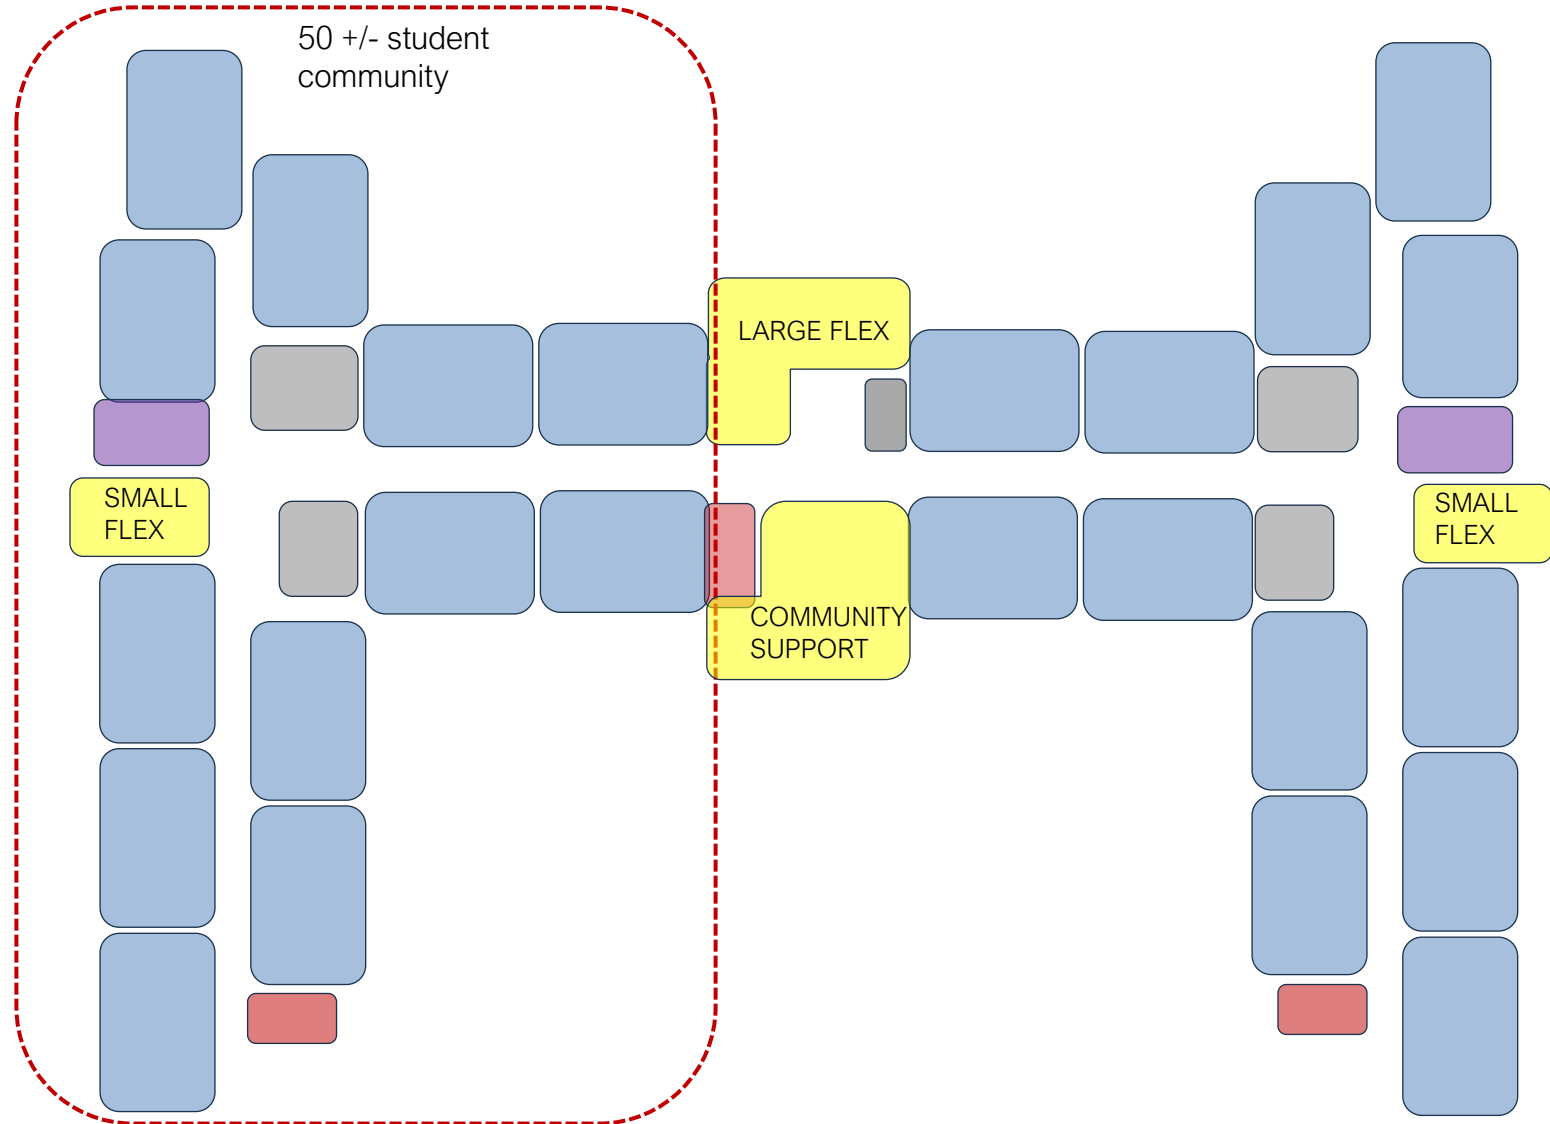 50 +/- student
community
LARGE FLEX
SMALL
FLEX
SMALL
FLEX
COMMUNITY
SUPPORT